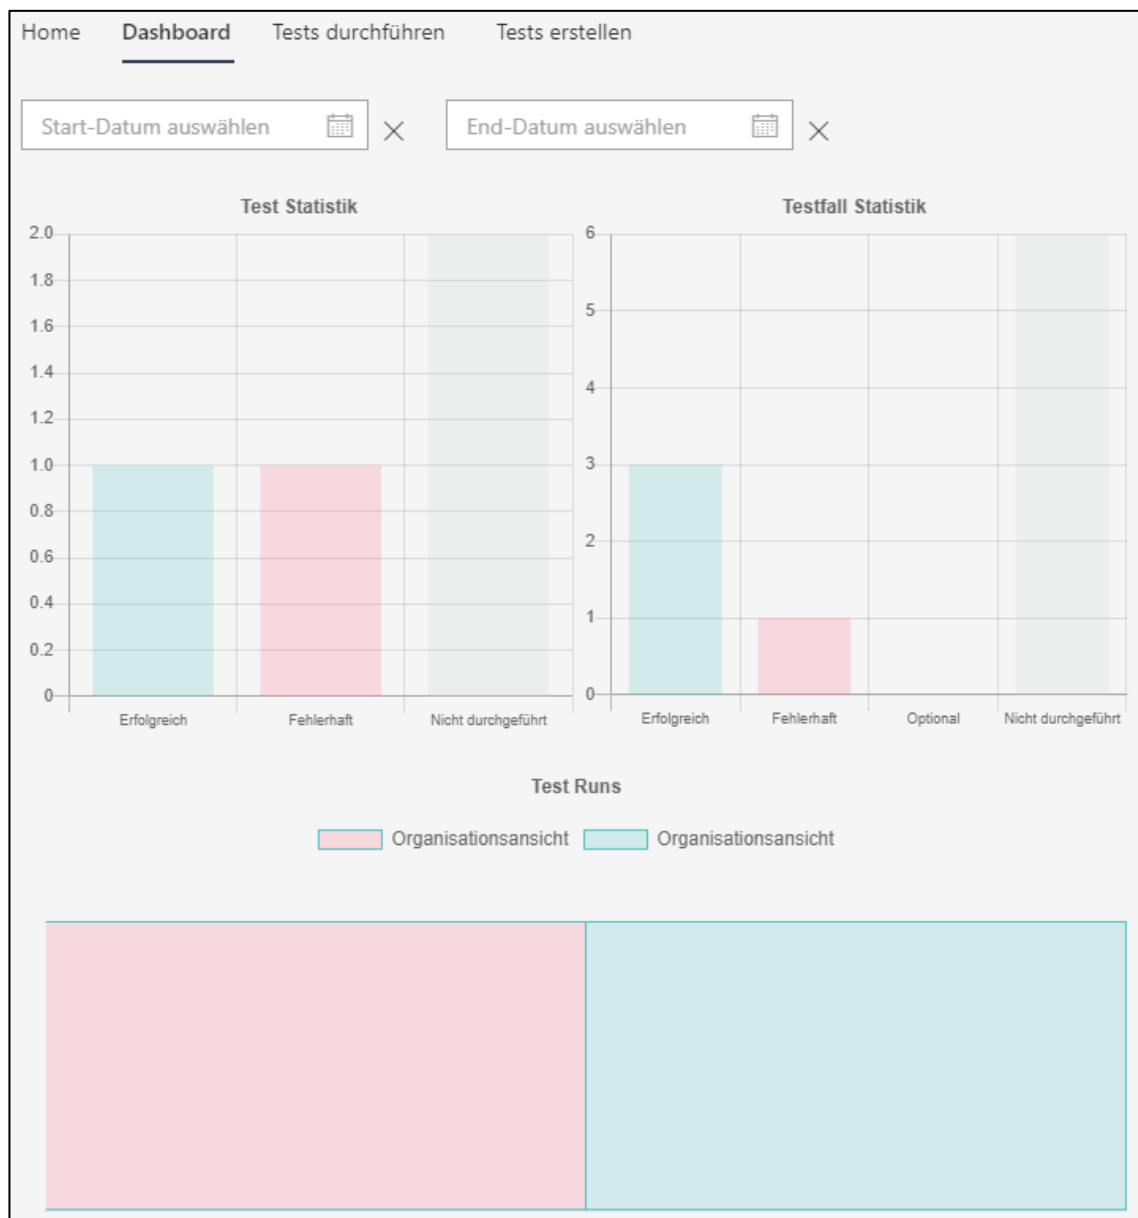 Home Dashboard Tests durchführen Tests erstellen
Start-Datum auswählen End-Datum auswählen
Test Statistik
2.0
1.8
1.6
1.4
1.2
1.0
0.8
0.6
0.4
0.2
0
Erfolgreich Fehlerhaft Nicht durchgeführt
Testfall Statistik
6
5
4
3
2
1
0
Erfolgreich Fehlerhaft Optional Nicht durchgeführt
Test Runs
Organisationsansicht Organisationsansicht